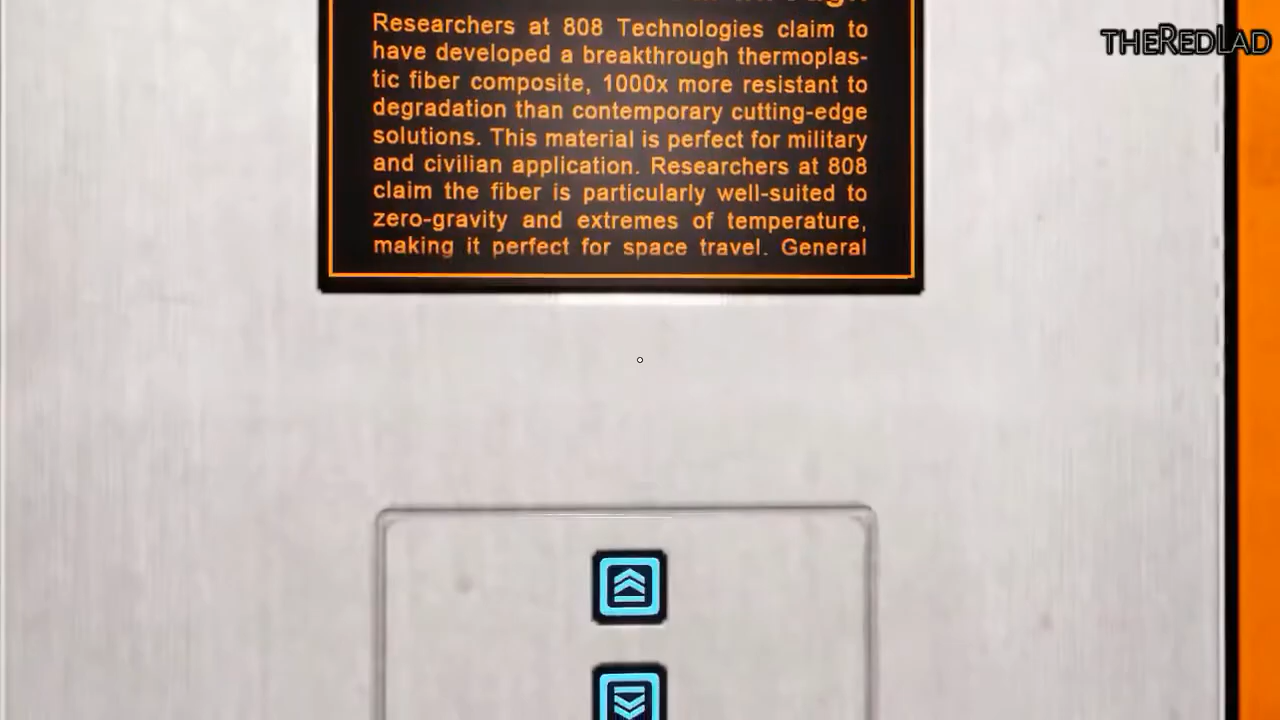 Researchers at 808 Technologies claim to
have developed a breakthrough thermoplas-
tic fiber composite, 1000x more resistant to
degradation than contemporary cutting-edge
solutions. This material is perfect for military
and civilian application. Researchers at 808
claim the fiber is particularly well-suited to
zero-gravity and extremes of temperature,
making it perfect for space travel. General
THEREDLAD